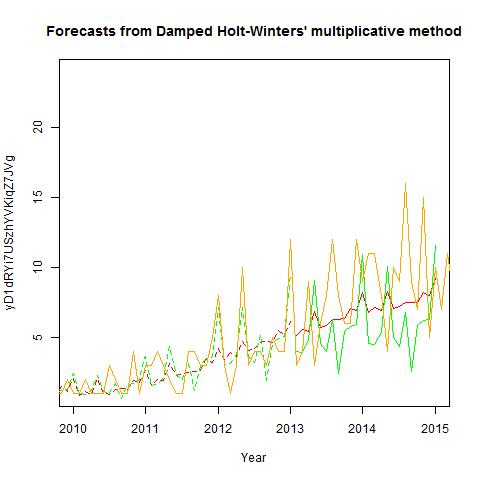 Forecasts from Damped Holt-Winters' multiplicative method
yD1dRYi7USzhYVKiqZ7JVg
20
15
10
5
2010 2011 2012 2013 2014 2015
Year